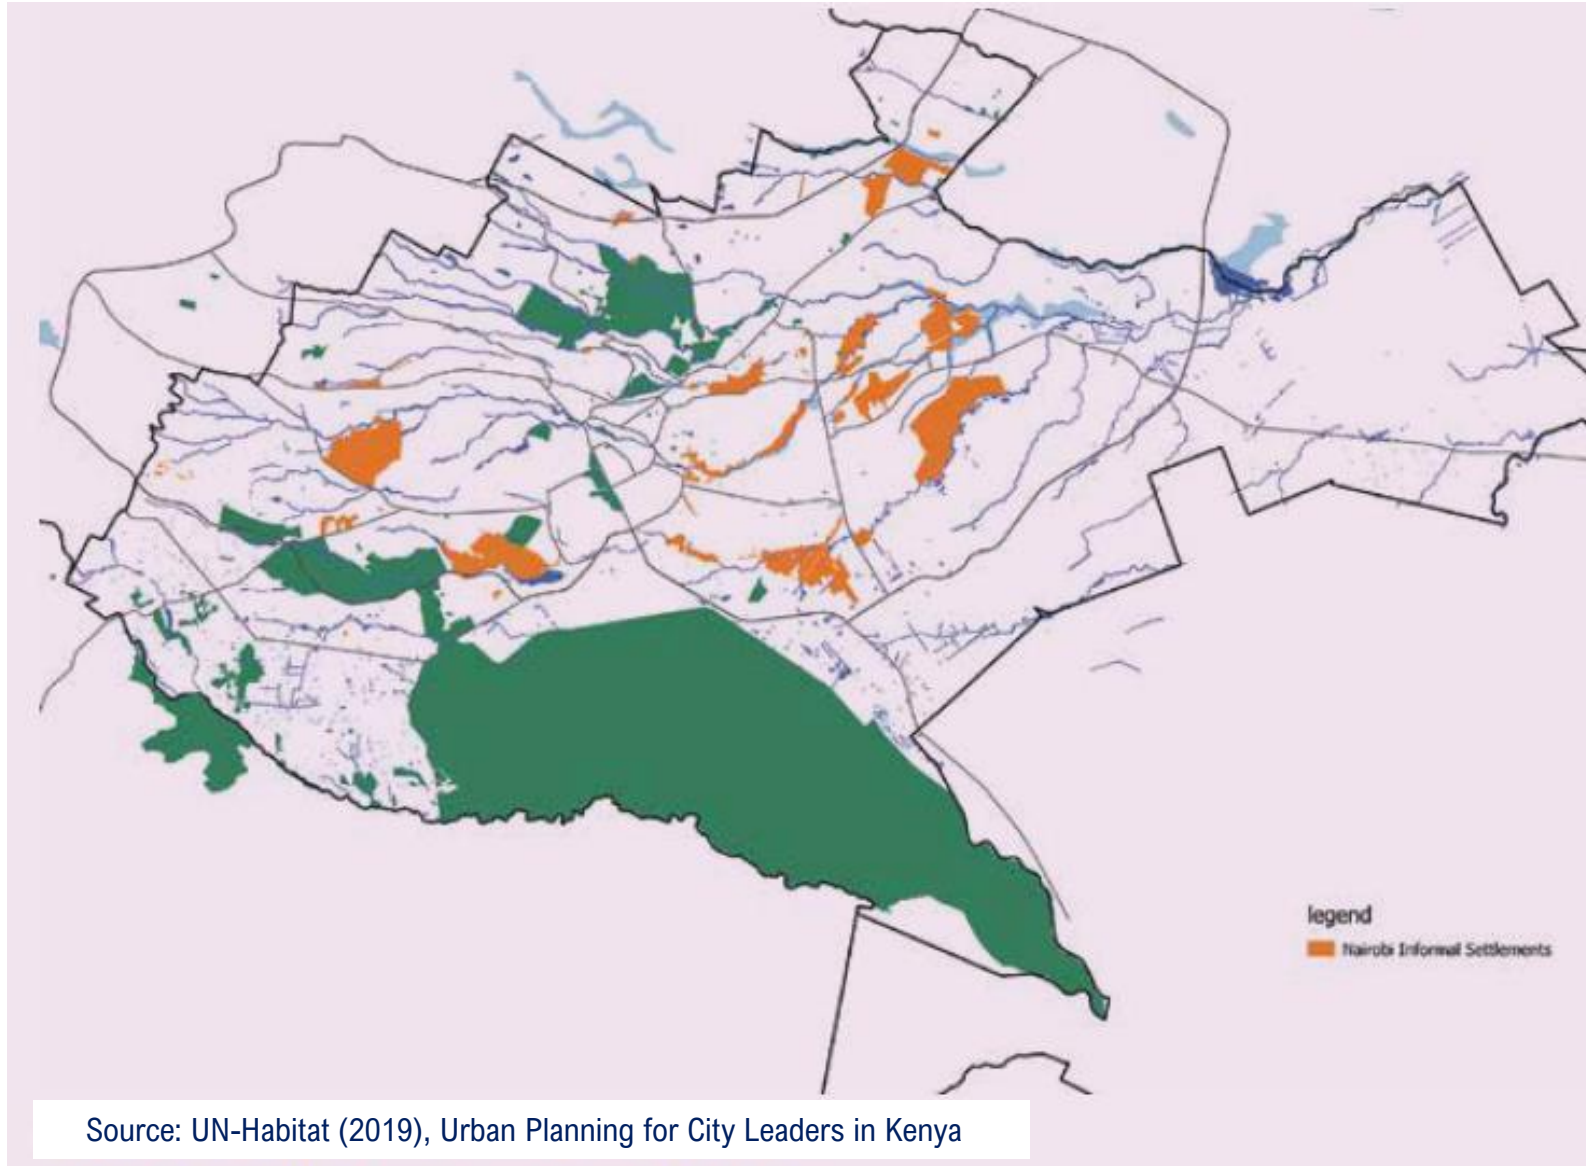 legend
Nairobi Informal Settlements
Source: UN-Habitat (2019), Urban Planning for City Leaders in Kenya